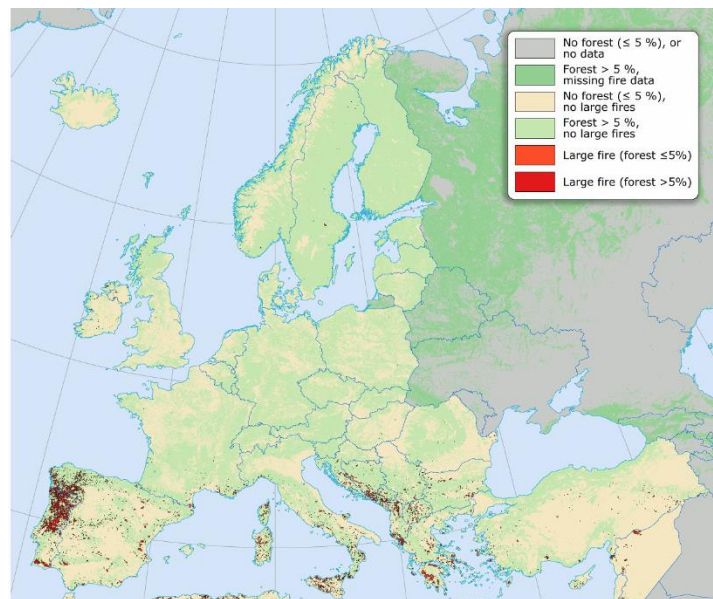 No forest (≤ 5 %), or
no data
Forest > 5 %,
missing fire data
No forest (≤ 5 %),
no large fires
Forest > 5 %,
no large fires
Large fire (forest ≤5%)
Large fire (forest >5%)